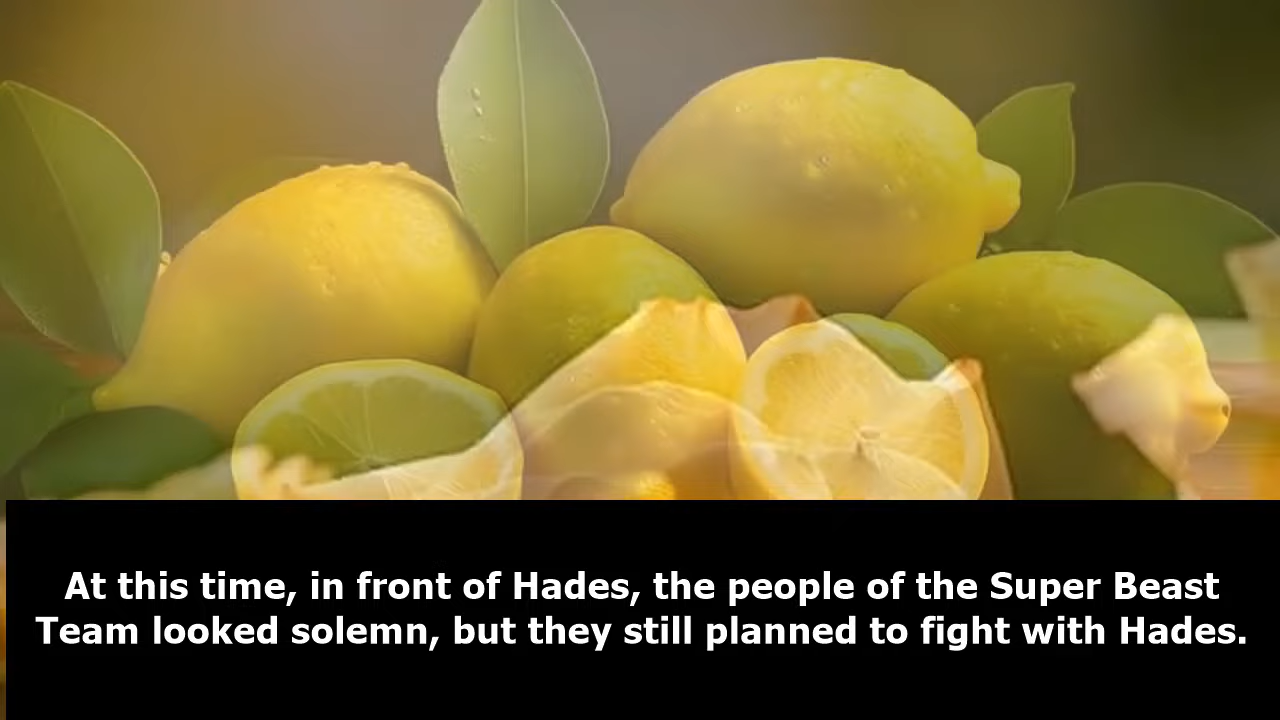 At this time, in front of Hades, the people of the Super Beast
Team looked solemn, but they still planned to fight with Hades.